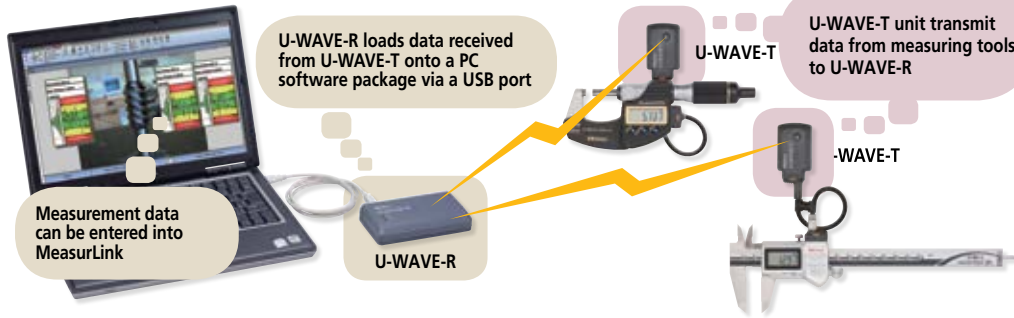 U-WAVE-R loads data received
from U-WAVE-T onto a PC
software package via a USB port
U-WAVE-T
U-WAVE-T unit transmit
data from measuring tools
to U-WAVE-R
-WAVE-T
Measurement data
can be entered into
MeasurLink
U-WAVE-R